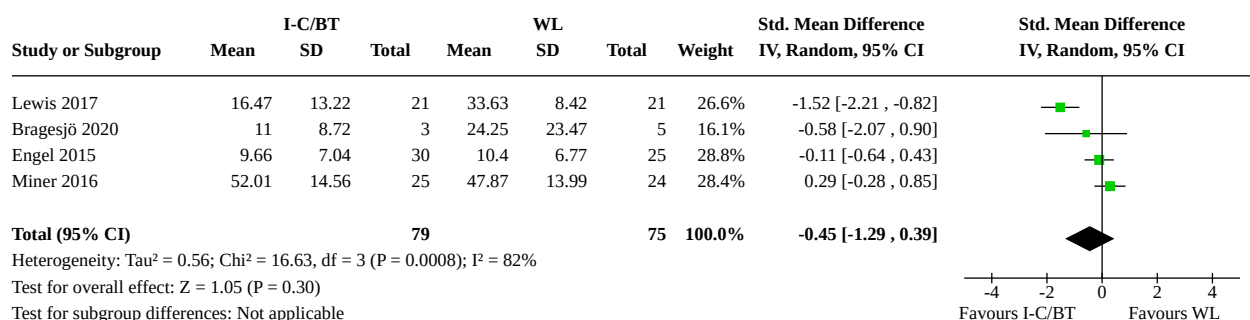 I-C/BT WL Std. Mean Difference Std. Mean Difference
Study or Subgroup Mean SD Total Mean SD Total Weight IV, Random, 95% CI IV, Random, 95% CI
Lewis 2017 16.47 13.22 21 33.63 8.42 21 26.6% -1.52 [-2.21 , -0.82]
Bragesjö 2020 11 8.72 3 24.25 23.47 5 16.1% -0.58 [-2.07 , 0.90]
Engel 2015 9.66 7.04 30 10.4 6.77 25 28.8% -0.11 [-0.64 , 0.43]
Miner 2016 52.01 14.56 25 47.87 13.99 24 28.4% 0.29 [-0.28 , 0.85]
Total (95% CI) 79 75 100.0% -0.45 [-1.29 , 0.39]
Heterogeneity: Tau² = 0.56; Chi² = 16.63, df = 3 (P = 0.0008); I² = 82%
Test for overall effect: Z = 1.05 (P = 0.30)
-4 -2 0 2 4
Test for subgroup differences: Not applicable Favours I-C/BT Favours WL